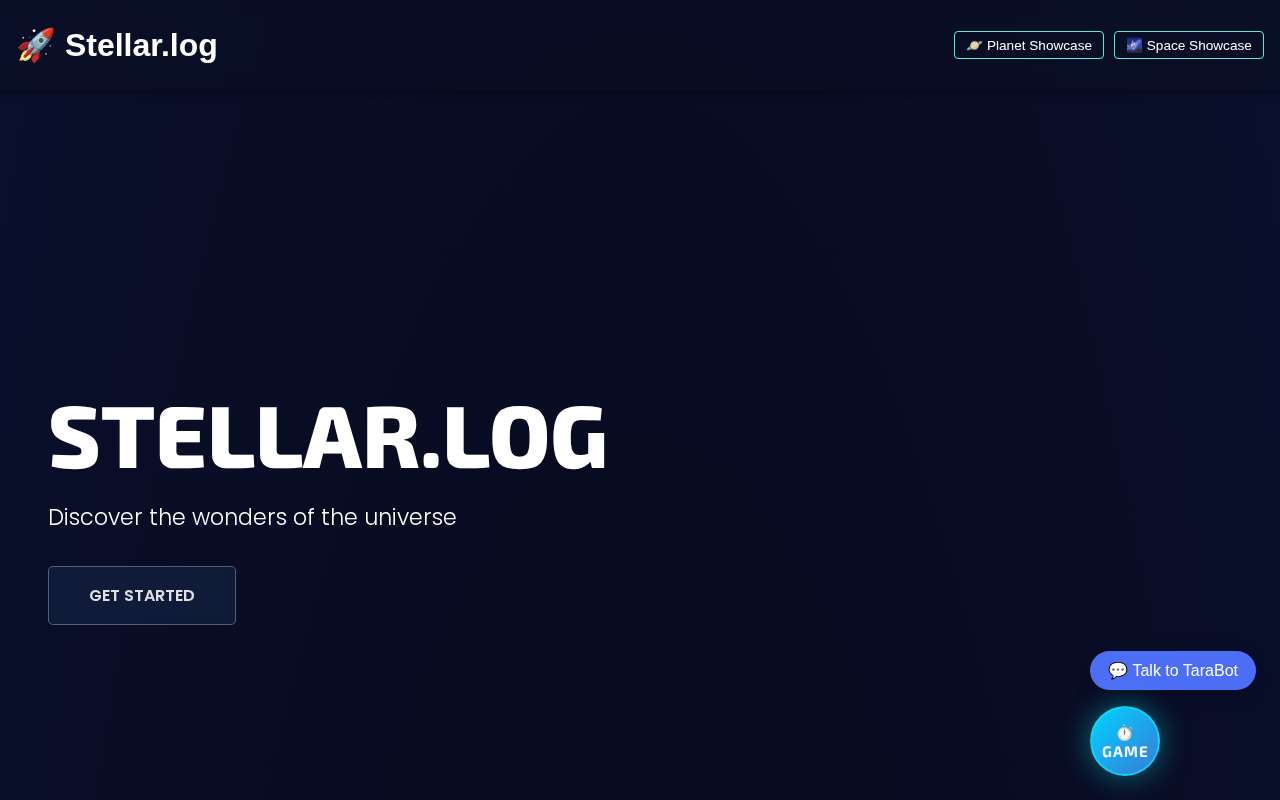 🚀 Stellar.log
🪐 Planet Showcase
🌌 Space Showcase
STELLAR.LOG
Discover the wonders of the universe
GET STARTED
💬 Talk to TaraBot
⏱️
GAME